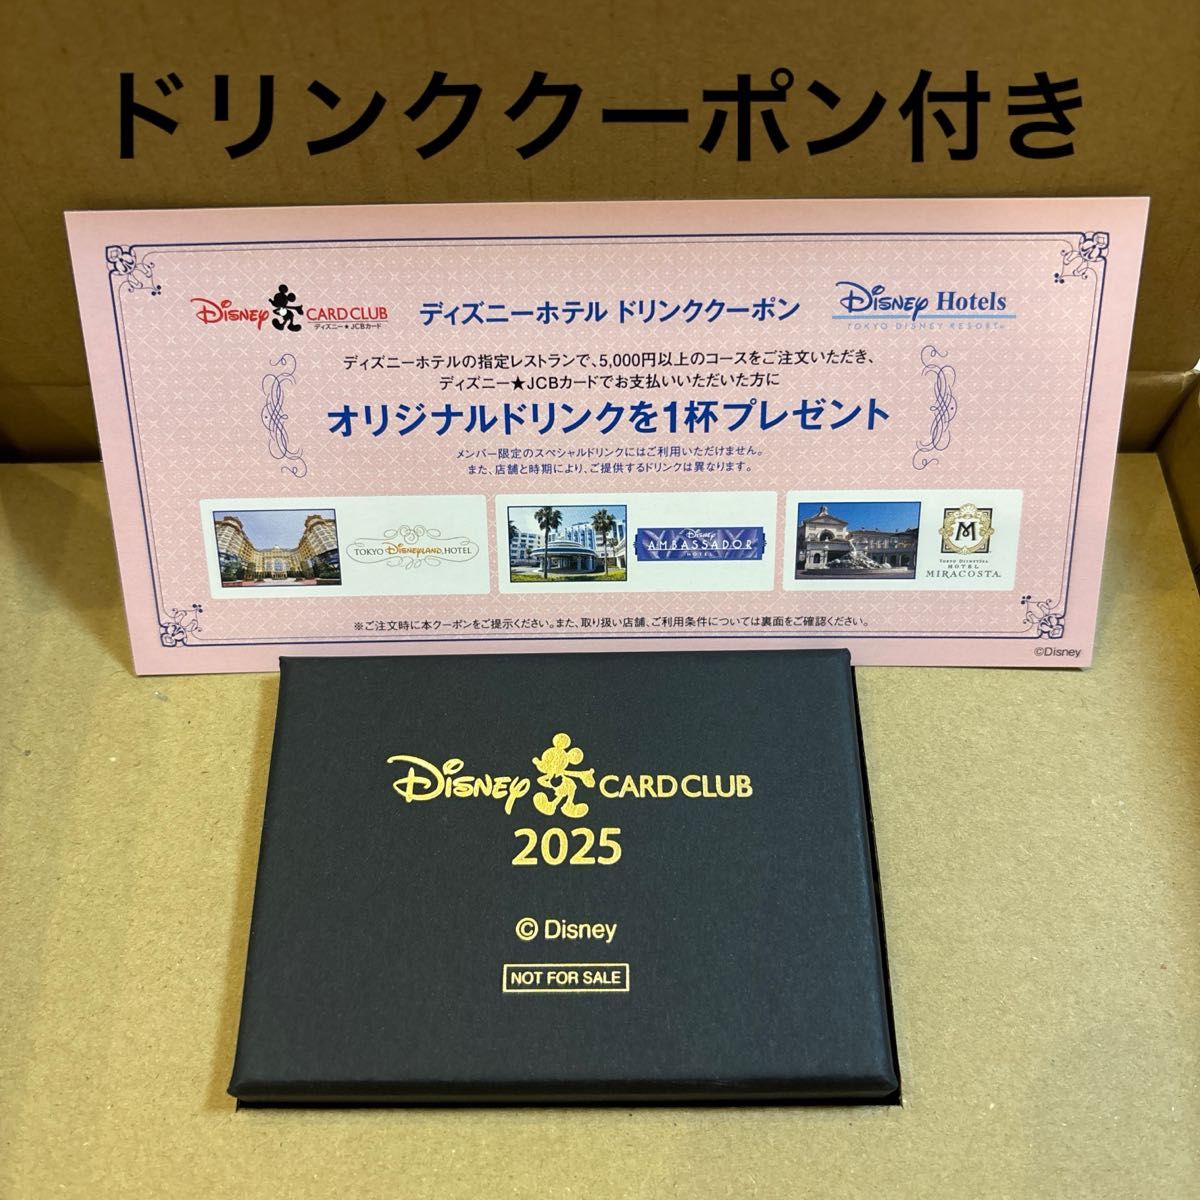 ドリンククーポン付き
Disney CARD CLUB
ディズニー★JCBカード
ディズニーホテル ドリンククーポン
Disney Hotels
TOKYO DISNEY RESORT®
ディズニーホテルの指定レストランで、5,000円以上のコースをご注文いただき、
ディズニー★JCBカードでお支払いいただいた方に
オリジナルドリンクを1杯プレゼント
メンバー限定のスペシャルドリンクにはご利用いただけません。
また、店舗と時期により、ご提供するドリンクは異なります。
TOKYO DISNEYLAND HOTEL
Disney
AMBASSADOR
HOTEL
M
TOKYO DISNEYSEA
HOTEL
MIRACOSTA
※ご注文時に本クーポンをご提示ください。また、取り扱い店舗、ご利用条件については裏面をご確認ください。
©Disney
Disney CARD CLUB
2025
© Disney
NOT FOR SALE